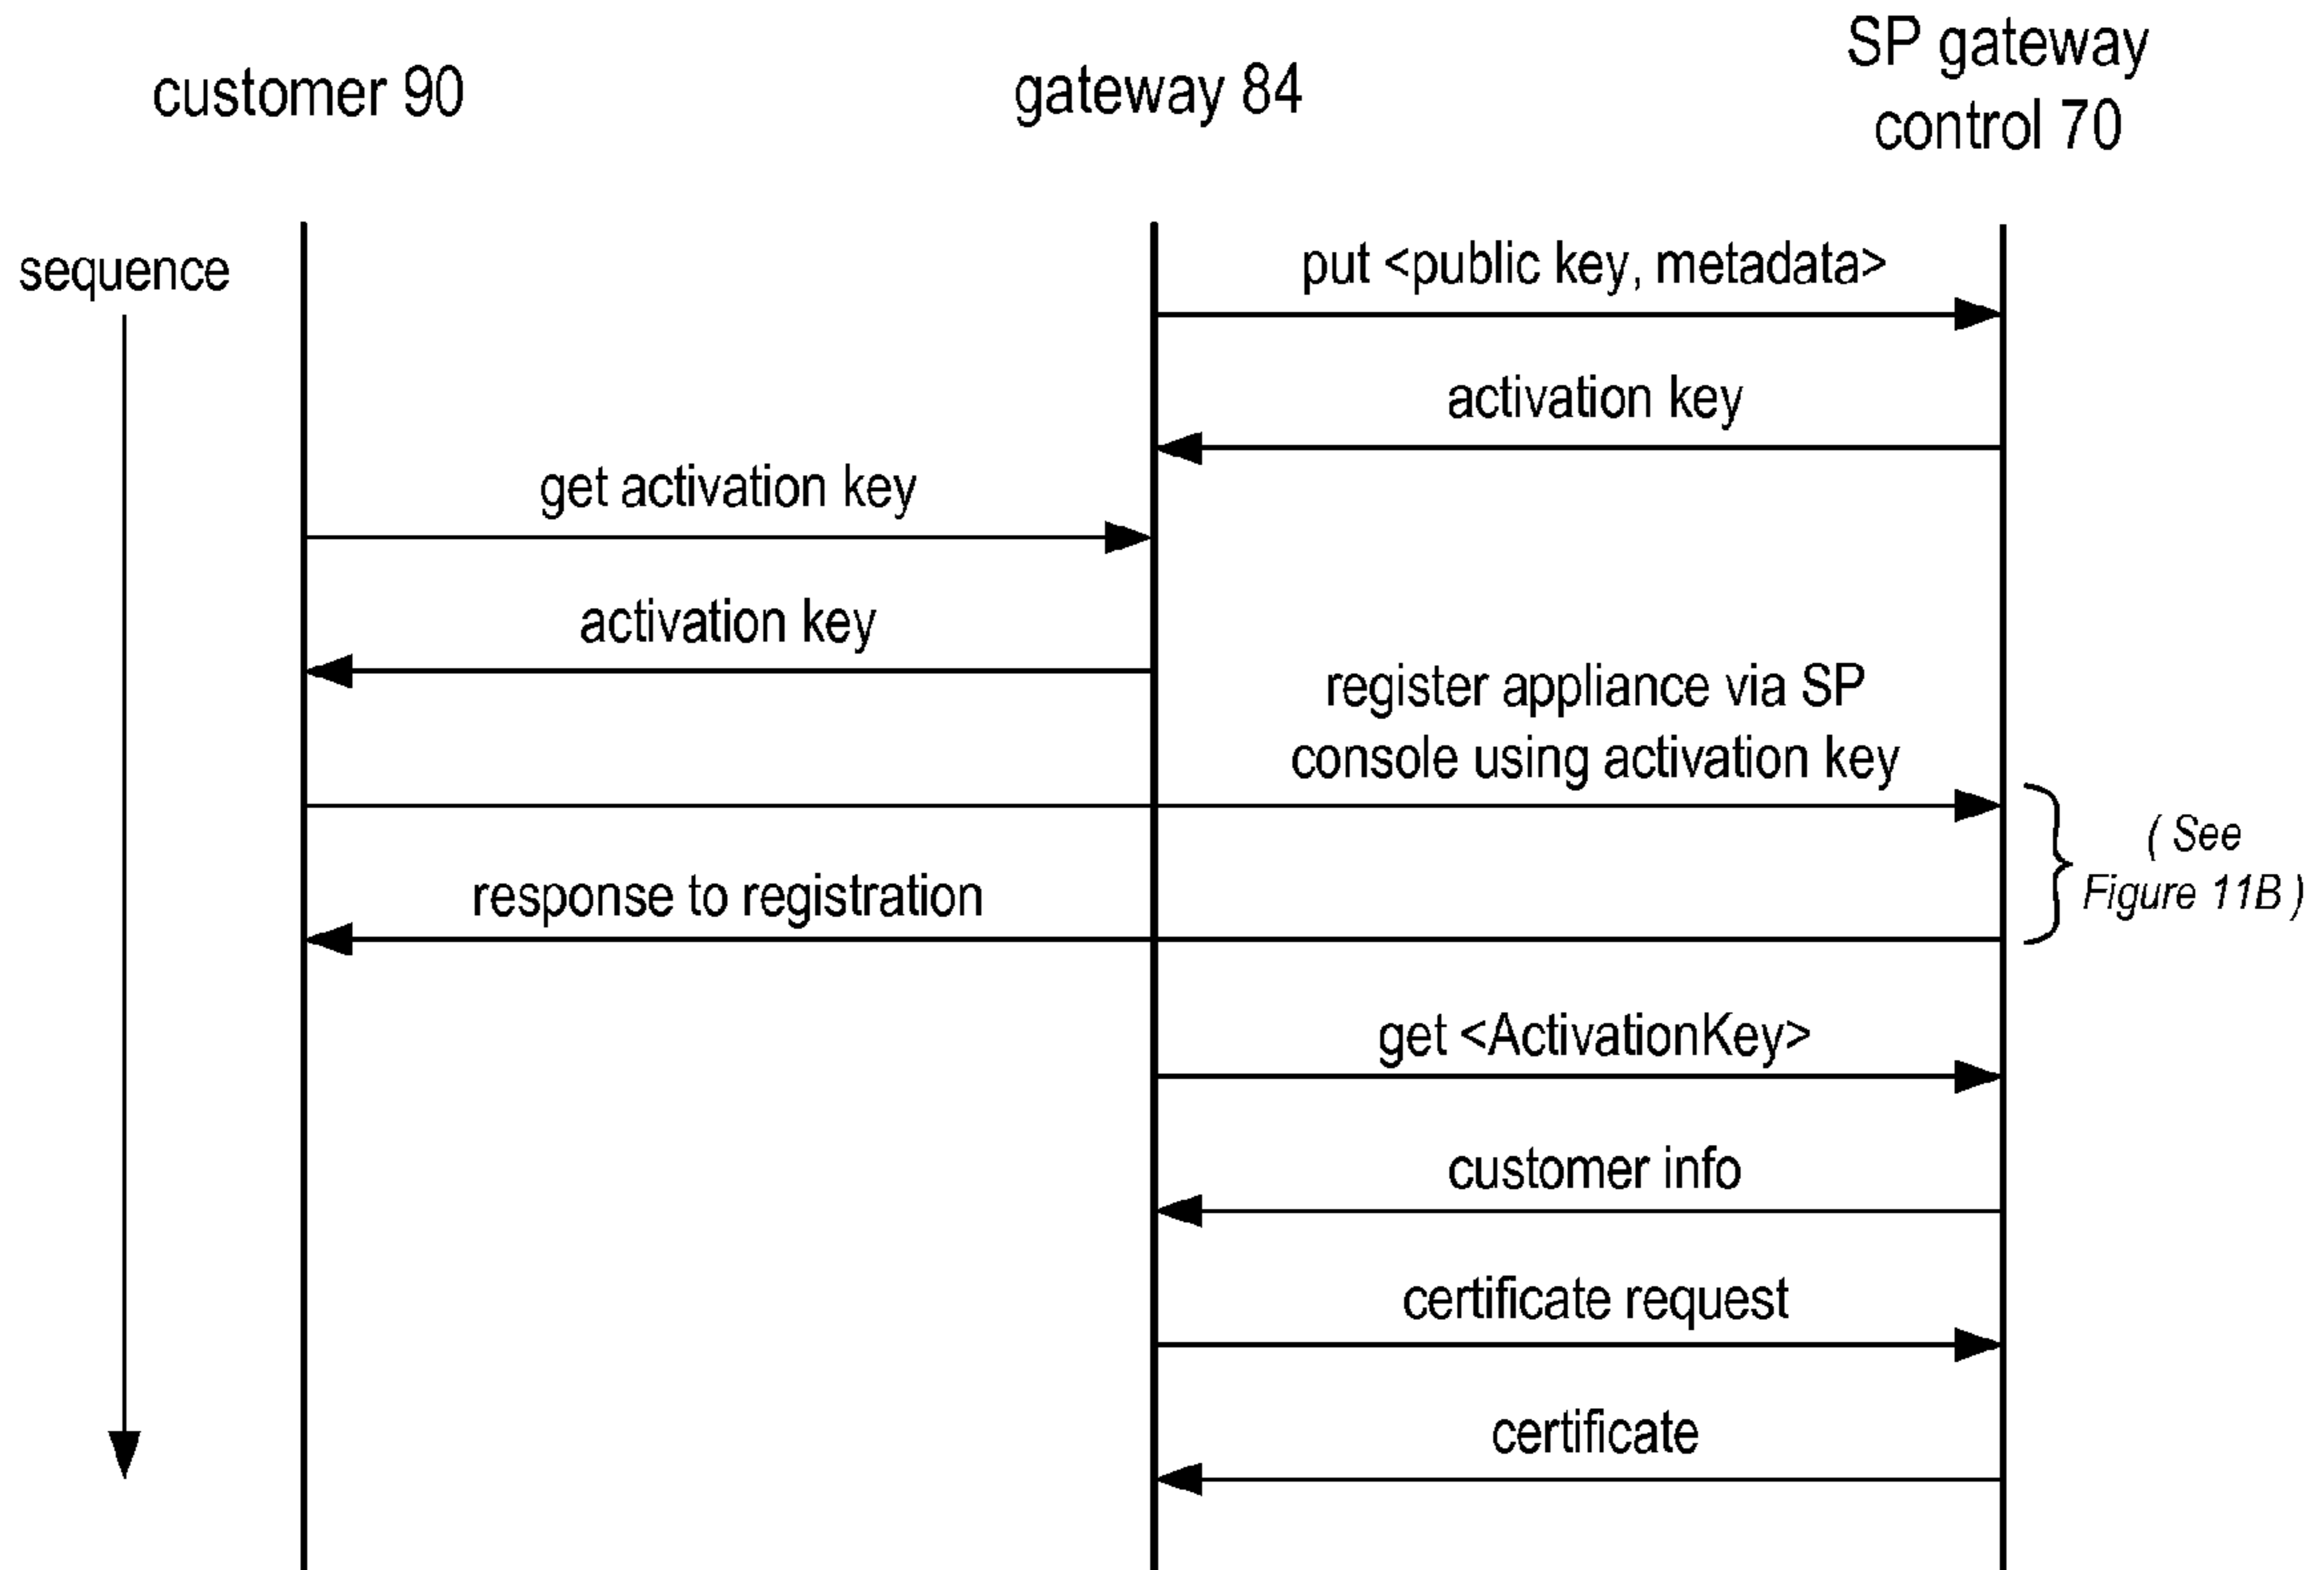 customer 90
gateway 84
SP gateway
control 70
sequence
put <public key, metadata>
activation key
get activation key
activation key
register appliance via SP
console using activation key
( See
Figure 11B )
response to registration
get <ActivationKey>
customer info
certificate request
certificate